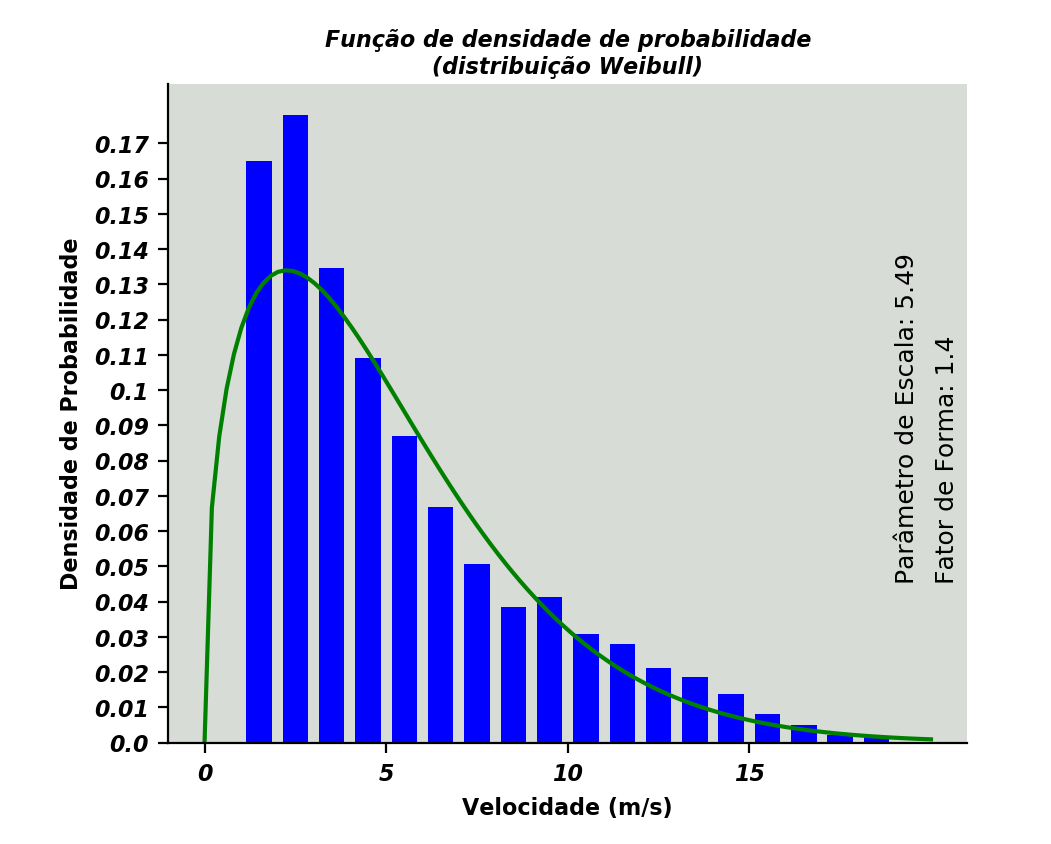 Função de densidade de probabilidade
(distribuição Weibull)
Densidade de Probabilidade
0.17
0.16
0.15
0.14
0.13
0.12
0.11
0.1
0.09
0.08
0.07
0.06
0.05
0.04
0.03
0.02
0.01
0.0
Parâmetro de Escala: 5.49
Fator de Forma: 1.4
0 5 10 15
Velocidade (m/s)